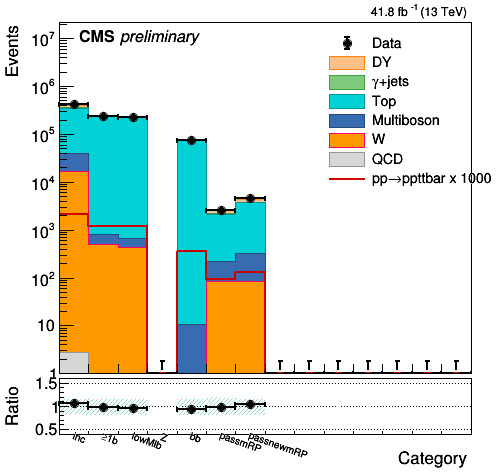 41.8 fb⁻¹ (13 TeV)
Events
CMS preliminary
10⁷
10⁶
10⁵
10⁴
10³
10²
10
1
Data
DY
γ+jets
Top
Multiboson
W
QCD
pp→ppttbar x 1000
Ratio
1.5
1
0.5
inc
≥1b
lowMlb
Z
bb
passmRP
passnewmRP
Category